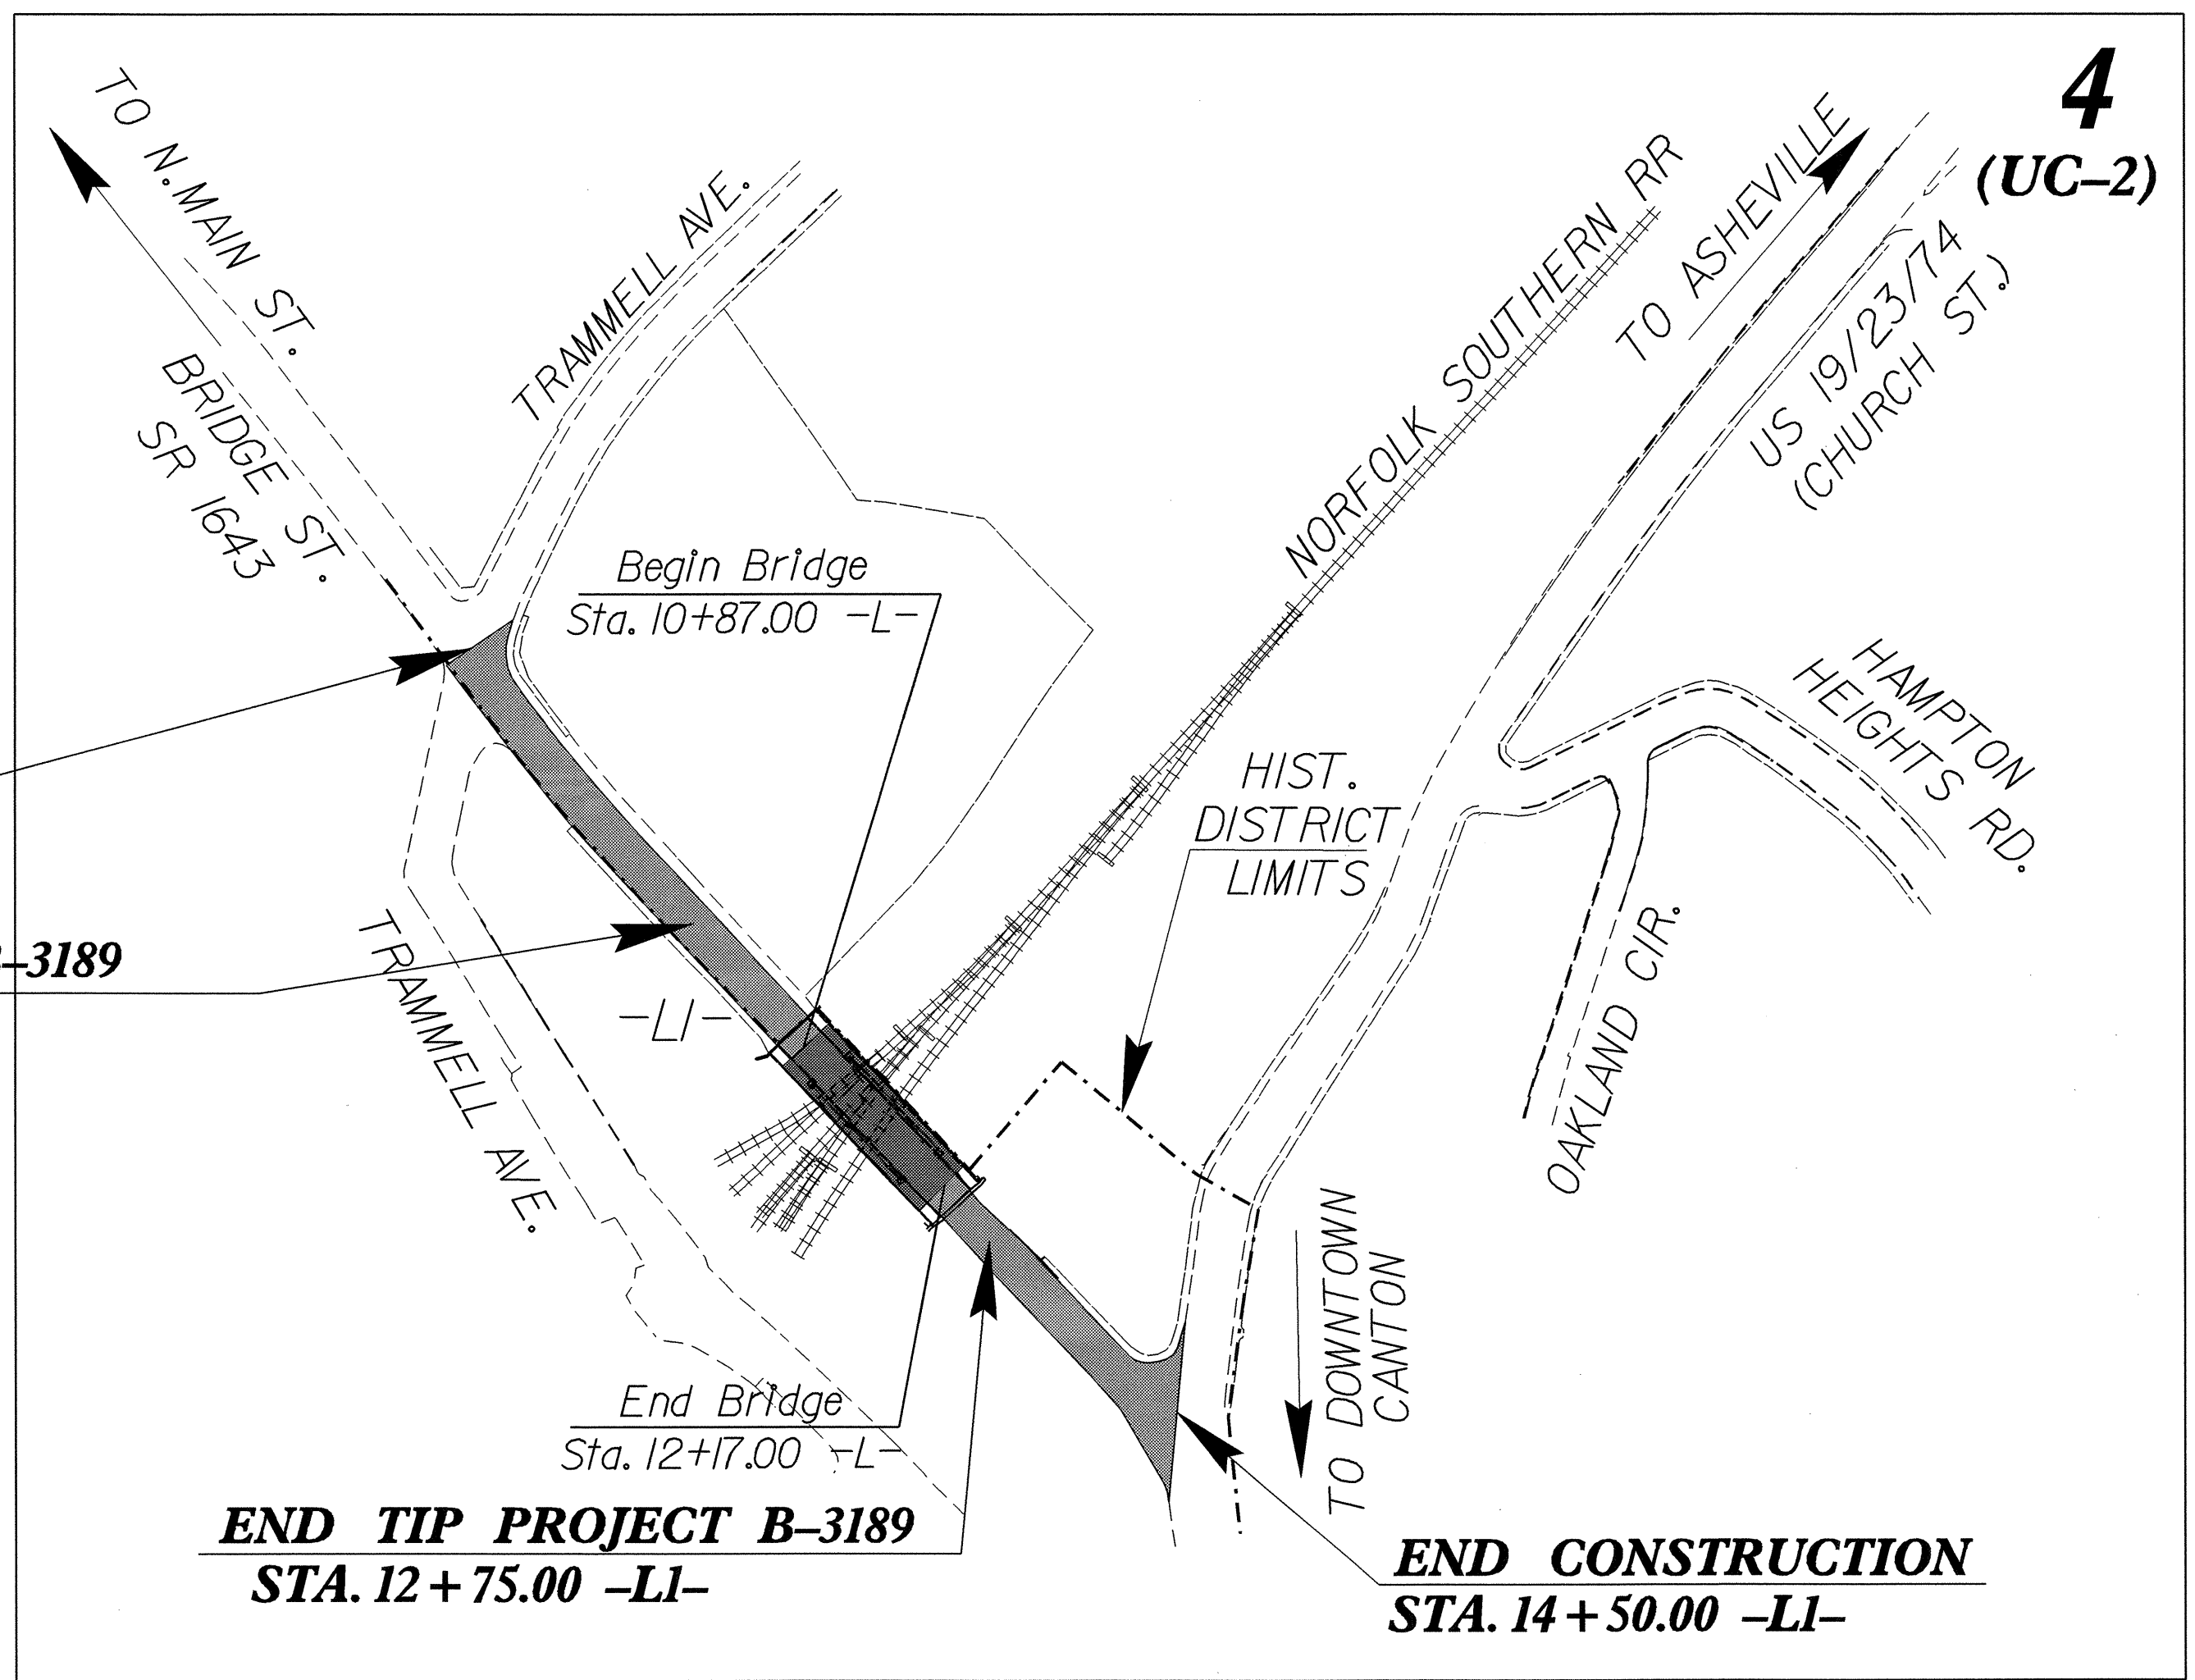 4
(UC–2)
TO N. MAIN ST.
BRIDGE ST.
SR 1643
TRAMMELL AVE.
NORFOLK SOUTHERN RR
TO ASHEVILLE
US 19/23/74
(CHURCH ST.)
Begin Bridge
Sta. 10+87.00 -L-
HAMPTON
HEIGHTS RD.
HIST.
DISTRICT
LIMITS
–3189
-L1-
TRAMMELL AVE.
OAKLAND CIR.
TO DOWNTOWN
CANTON
End Bridge
Sta. 12+17.00 -L-
END TIP PROJECT B–3189
STA. 12+75.00 –L1–
END CONSTRUCTION
STA. 14+50.00 –L1–